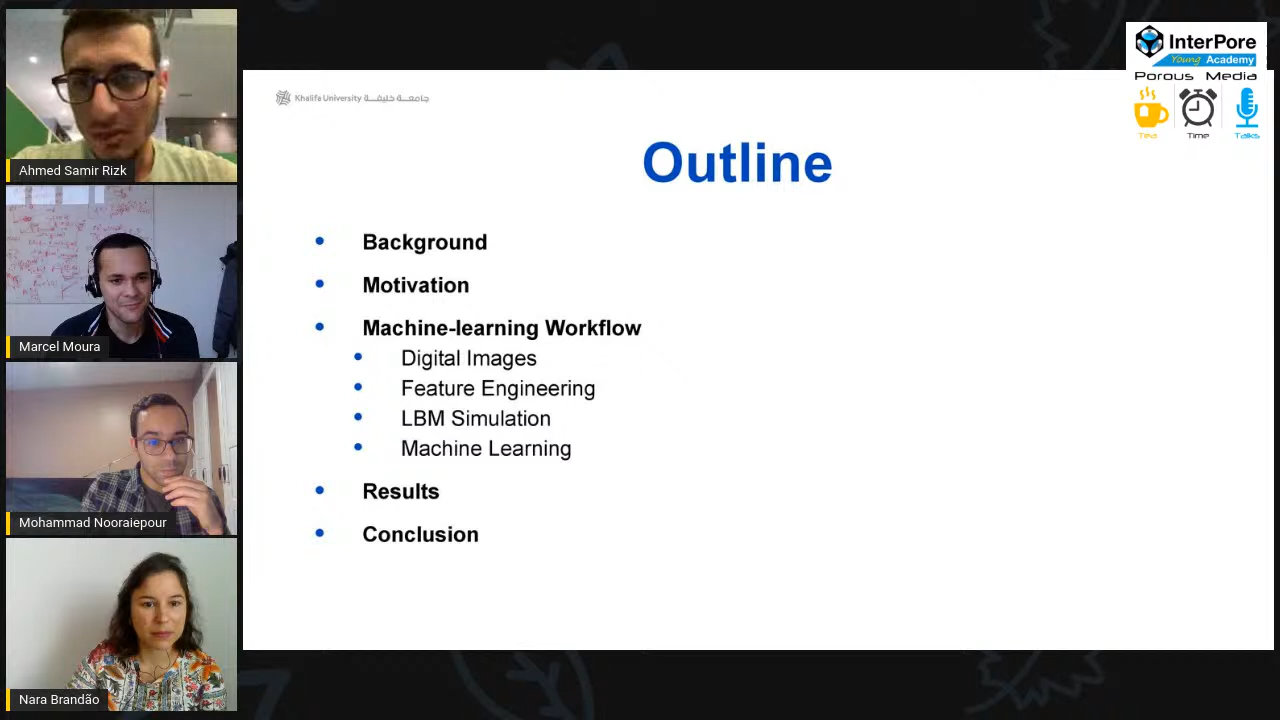 Ahmed Samir Rizk
Marcel Moura
Mohammad Nooraiepour
Nara Brandão
Khalifa University جامعة خليفة
Outline
• Background
• Motivation
• Machine-learning Workflow
• Digital Images
• Feature Engineering
• LBM Simulation
• Machine Learning
• Results
• Conclusion
InterPore
Young Academy
Porous Media
Tea Time Talks